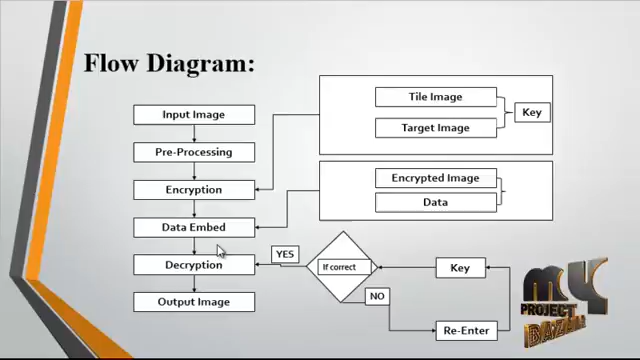 Flow Diagram:
Input Image
Pre-Processing
Encryption
Data Embed
Decryption
Output Image
Tile Image
Target Image
Key
Encrypted Image
Data
YES
If correct
NO
Key
Re-Enter
MY
PROJECT
BAZAAR